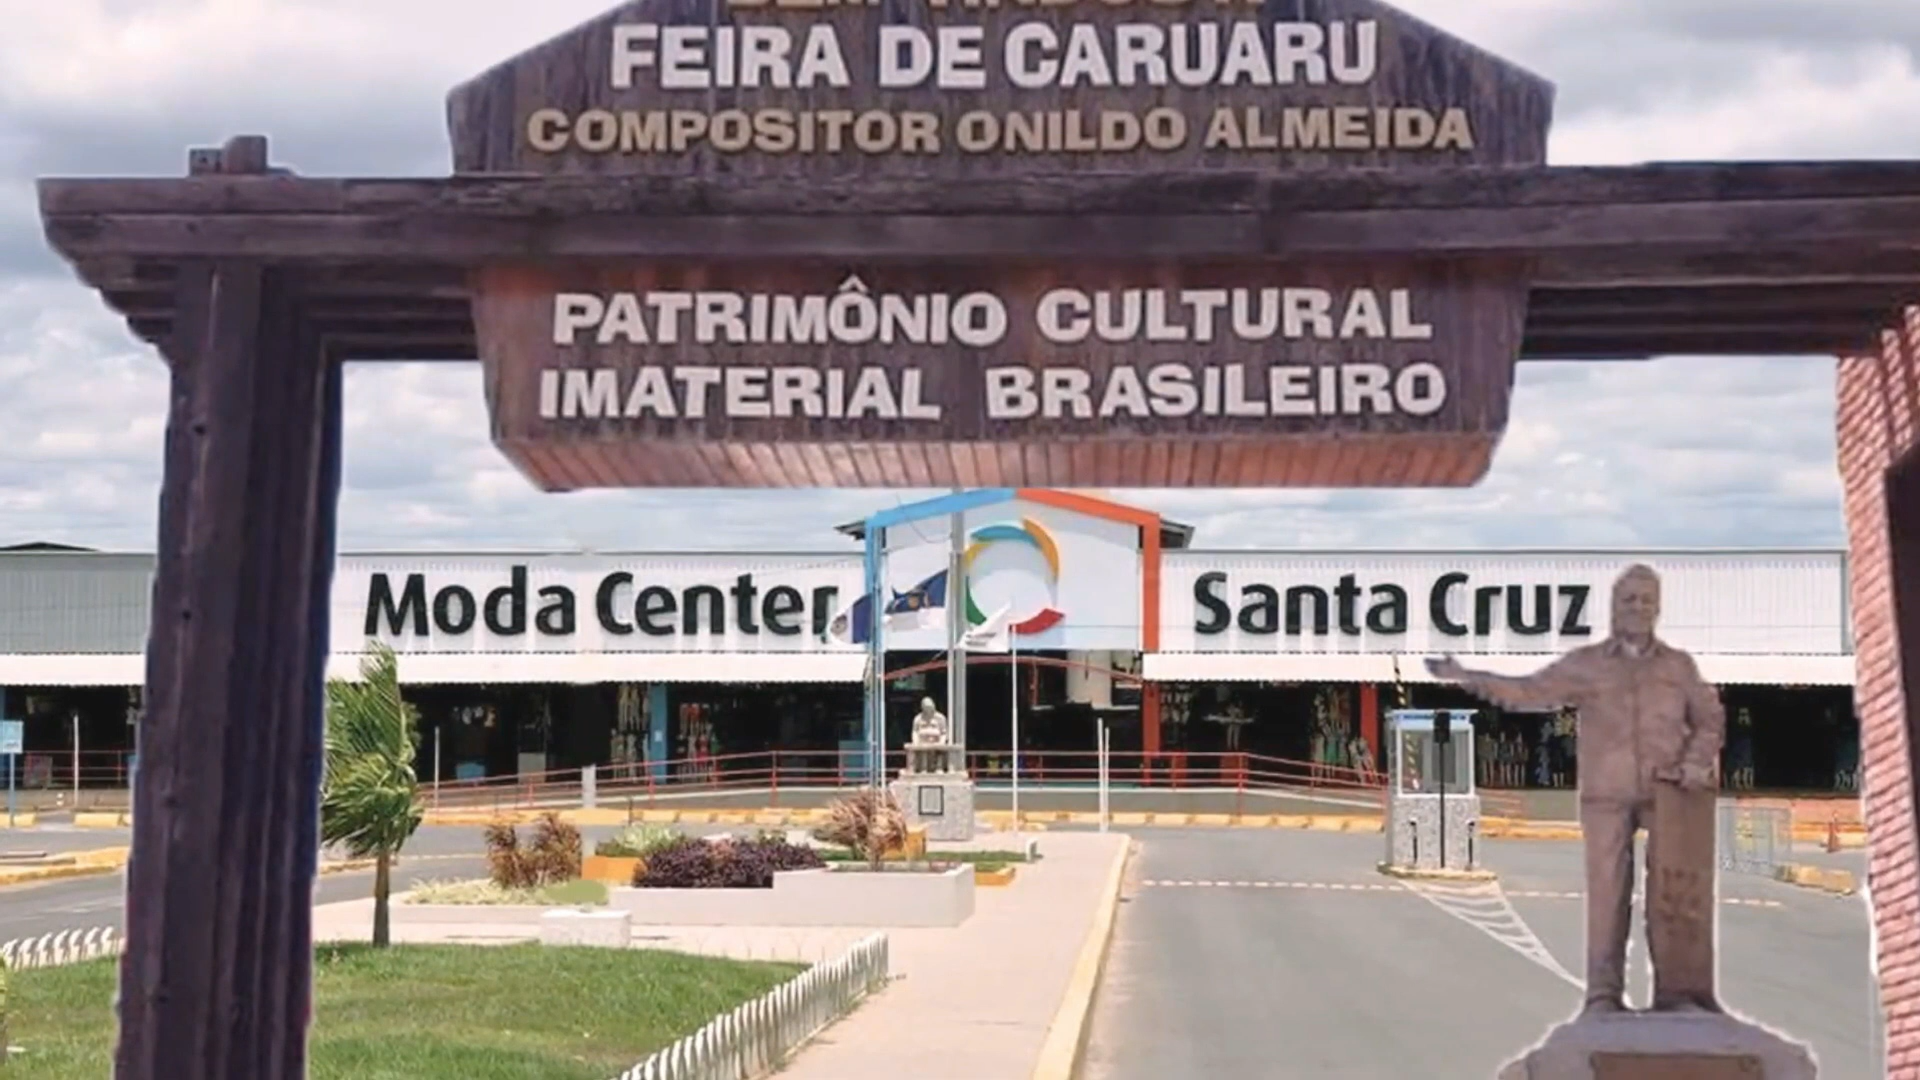 FEIRA DE CARUARU
COMPOSITOR ONILDO ALMEIDA
PATRIMÔNIO CULTURAL
IMATERIAL BRASILEIRO
Moda Center Santa Cruz